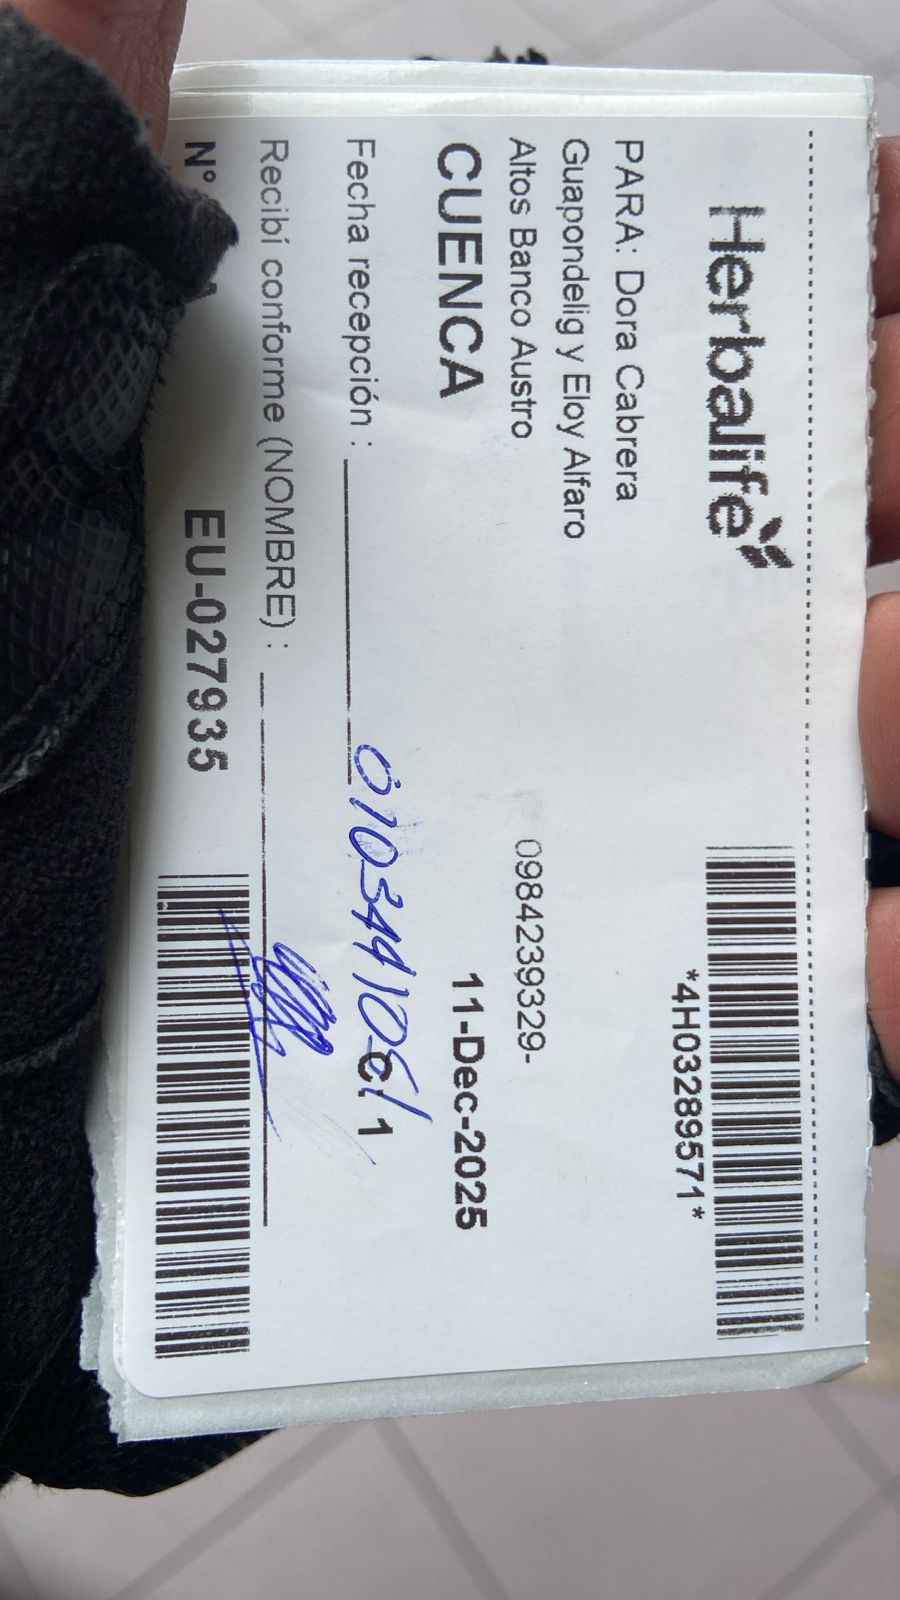 Herbalife
*4H03289571*
PARA: Dora Cabrera
Guapondelig y Eloy Alfaro
Altos Banco Austro
0984239329-
CUENCA
11-Dec-2025
Fecha recepción :
C. 1
Recibí conforme (NOMBRE) :
N°
EU-027935